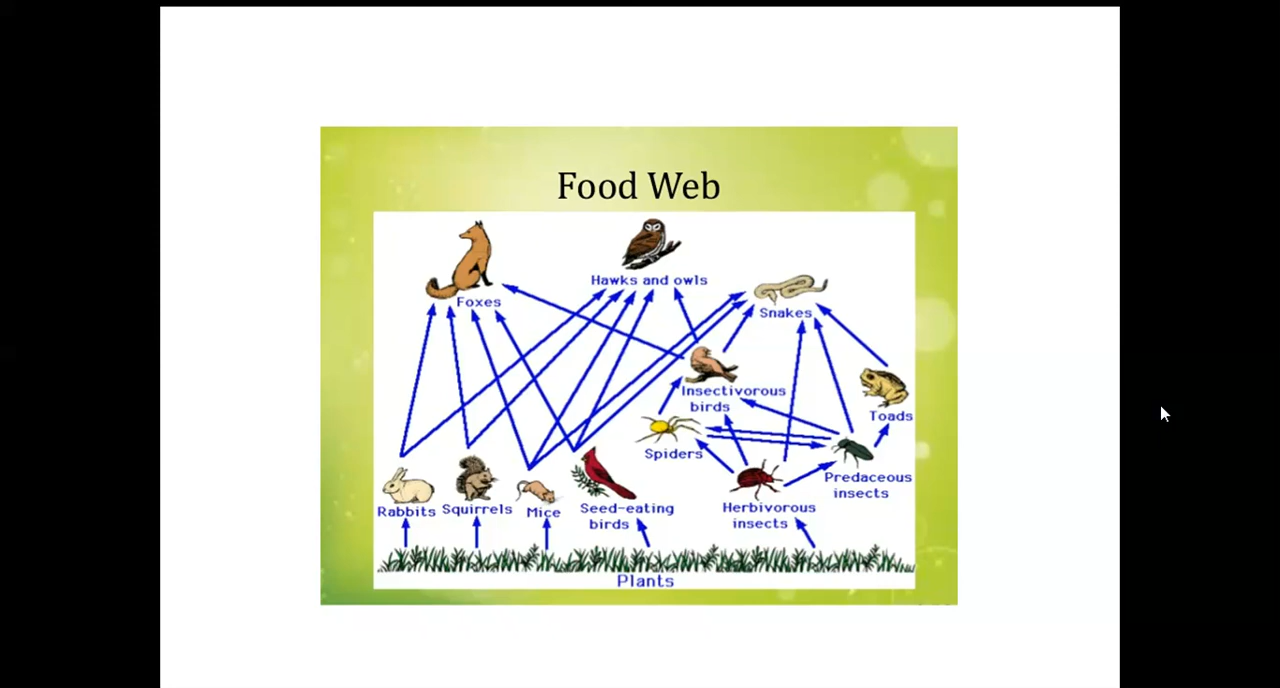 Food Web
Hawks and owls
Foxes
Snakes
Insectivorous
birds
Toads
Spiders
Predaceous
insects
Rabbits
Squirrels
Mice
Seed-eating
birds
Herbivorous
insects
Plants